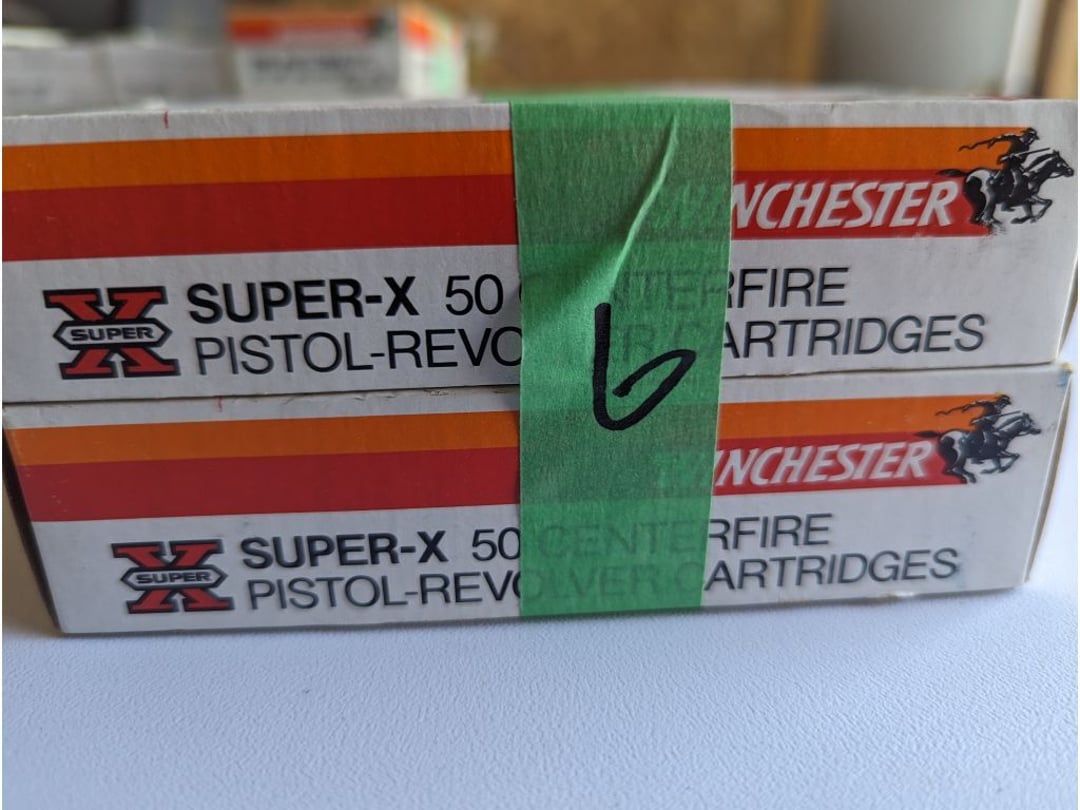 WINCHESTER
SUPER
SUPER-X 50 CENTERFIRE
PISTOL-REVOLVER CARTRIDGES
6
WINCHESTER
SUPER
SUPER-X 50 CENTERFIRE
PISTOL-REVOLVER CARTRIDGES